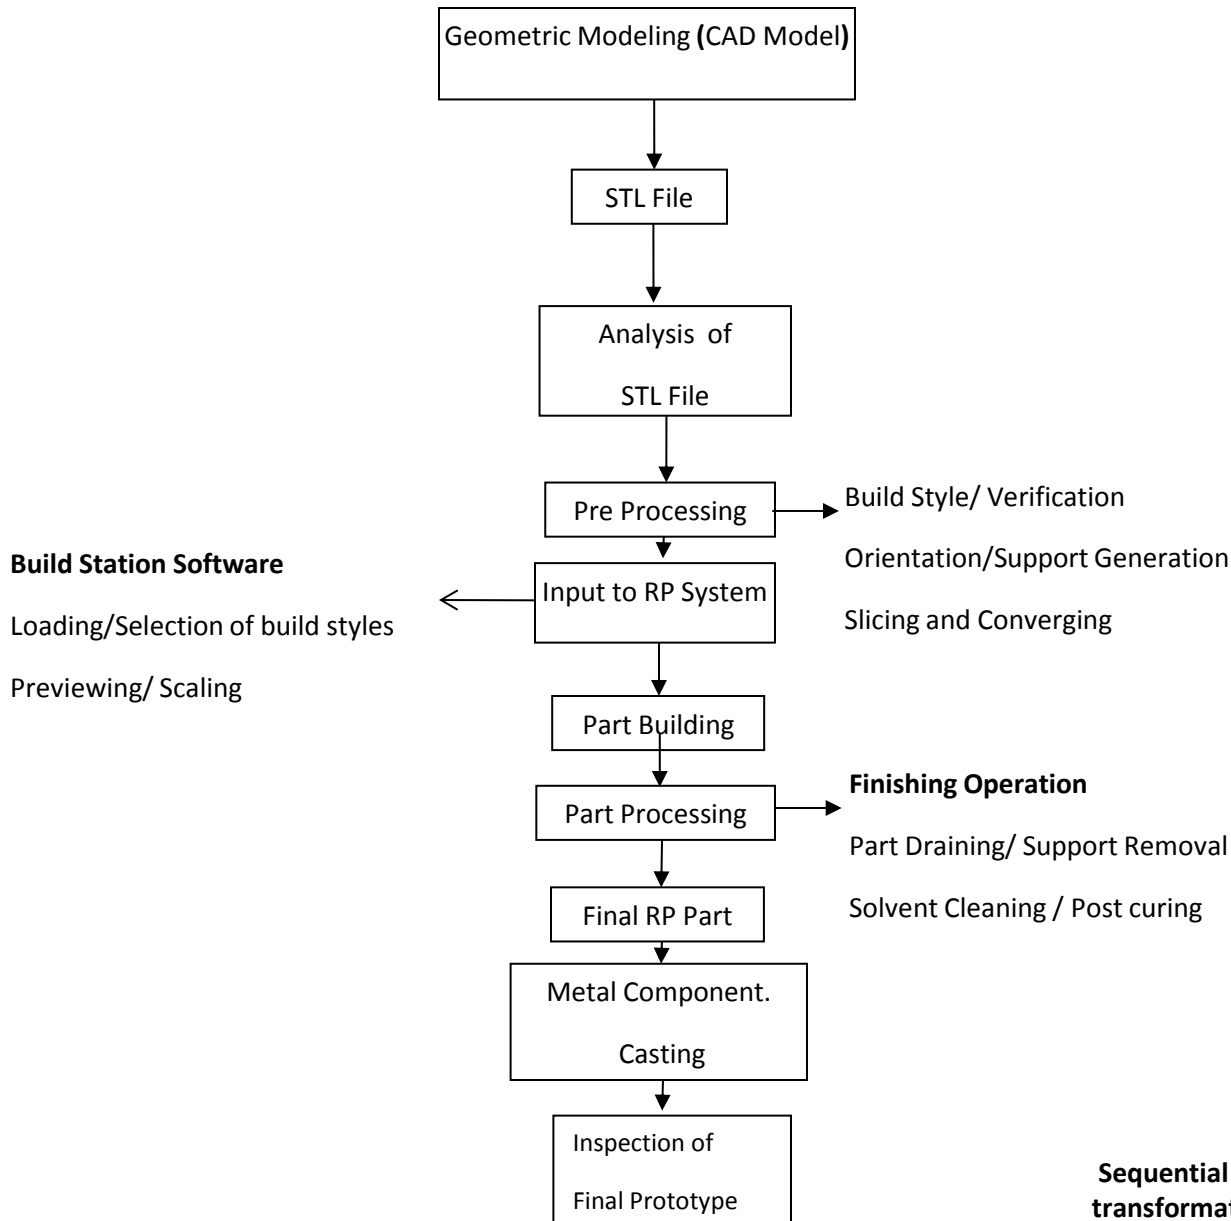 Geometric Modeling (CAD Model)
STL File
Analysis of
STL File
Pre Processing
Build Style/ Verification
Orientation/Support Generation
Slicing and Converging
Input to RP System
Build Station Software
Loading/Selection of build styles
Previewing/ Scaling
Part Building
Part Processing
Finishing Operation
Part Draining/ Support Removal
Solvent Cleaning / Post curing
Final RP Part
Metal Component.
Casting
Inspection of
Final Prototype
Sequential